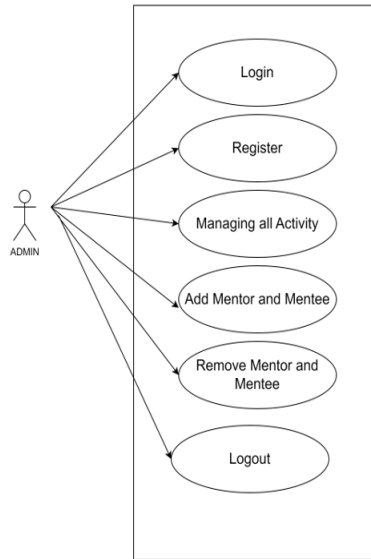 Login
Register
ADMIN
Managing all Activity
Add Mentor and Mentee
Remove Mentor and
Mentee
Logout